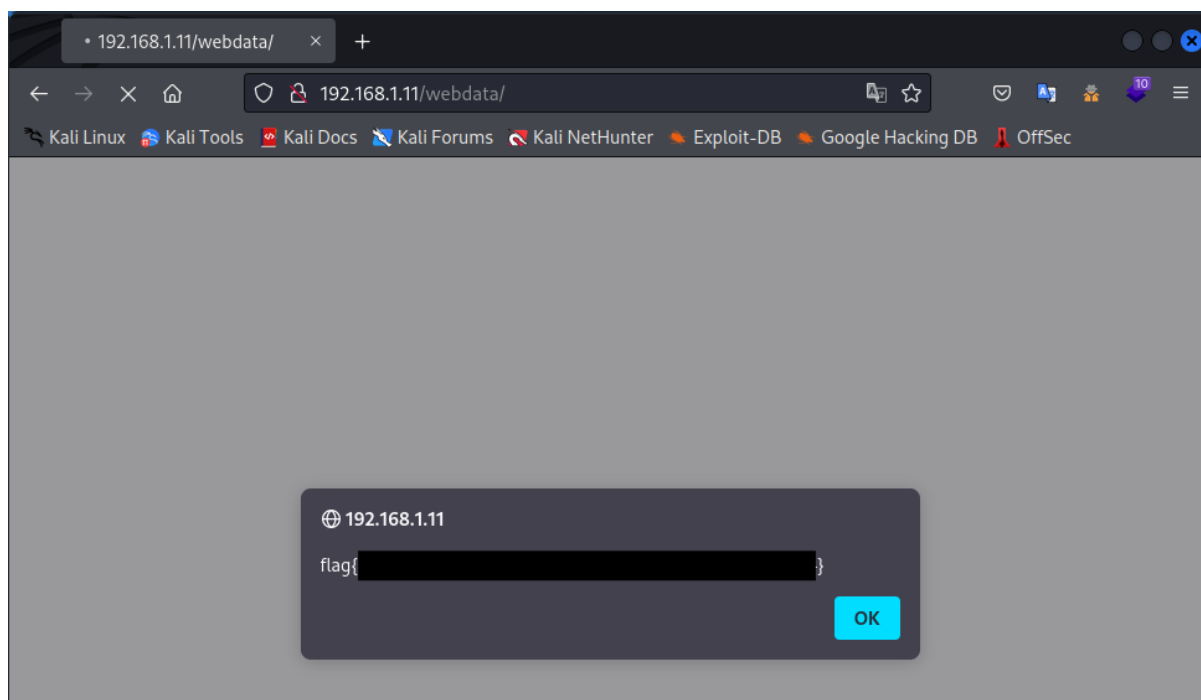 192.168.1.11/webdata/
192.168.1.11/webdata/
10
Kali Linux Kali Tools Kali Docs Kali Forums Kali NetHunter Exploit-DB Google Hacking DB OffSec
192.168.1.11
flag{ }
OK